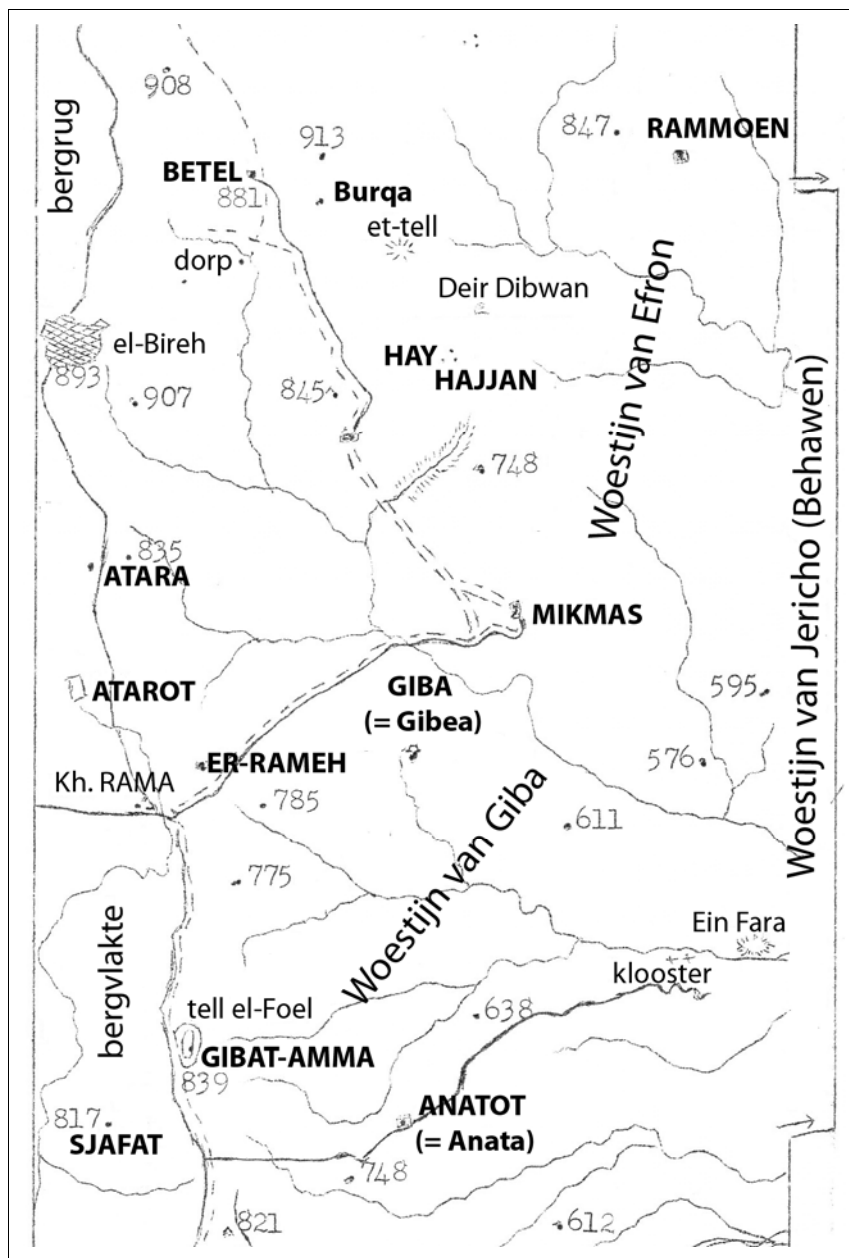 908
bergrug
847
RAMMOEN
913
BETEL
881
Burqa
et-tell
dorp
Deir Dibwan
Woestijn van Efron
el-Bireh
893
HAY
HAJJAN
907
845
748
Woestijn van Jericho (Behawen)
835
ATARA
MIKMAS
ATAROT
GIBA
(= Gibea)
595
ER-RAMEH
576
Kh. RAMA
785
611
Woestijn van Giba
775
bergvlakte
Ein Fara
klooster
tell el-Foel
638
GIBAT-AMMA
839
817
SJAFAT
ANATOT
(= Anata)
748
821
612